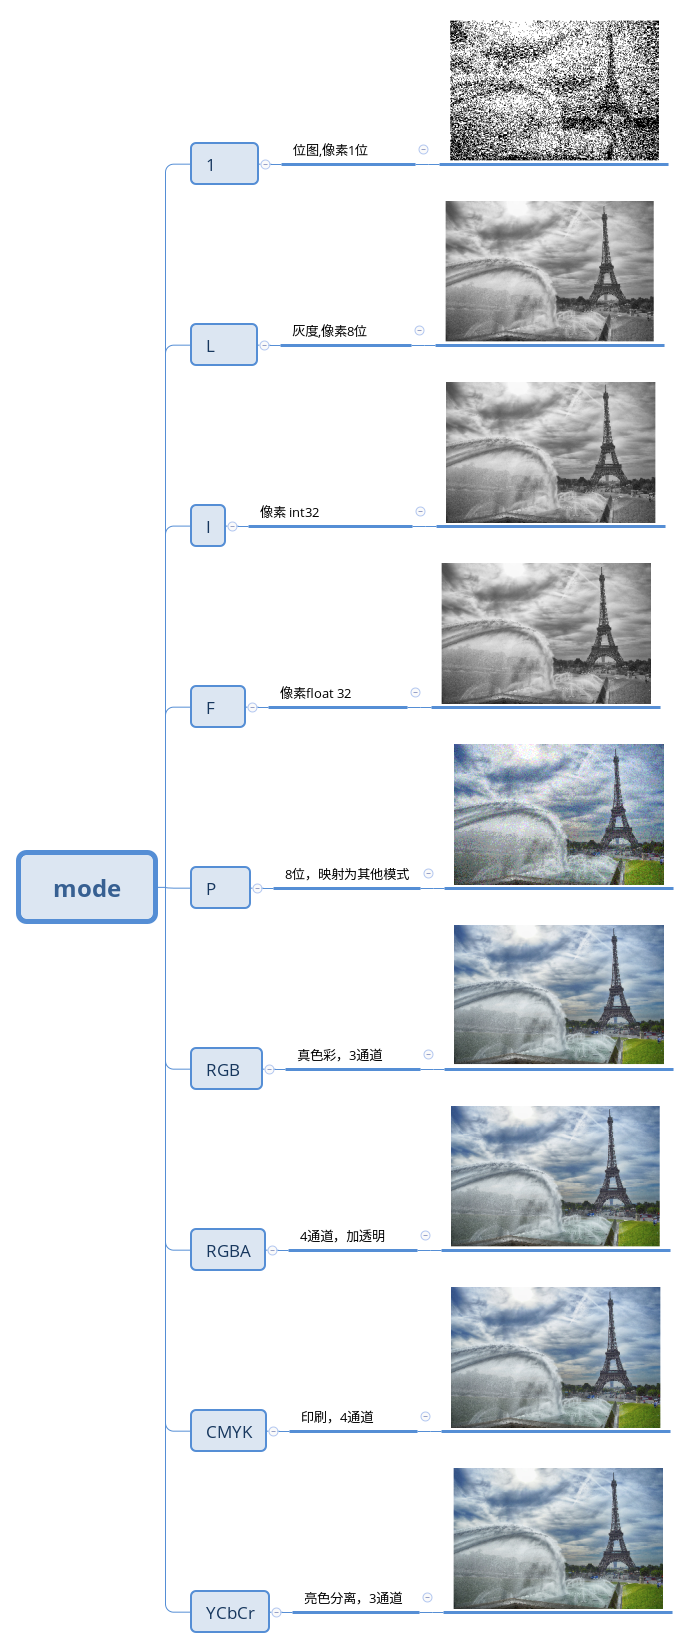 mode
1
位图,像素1位
L
灰度,像素8位
I
像素 int32
F
像素float 32
P
8位，映射为其他模式
RGB
真色彩，3通道
RGBA
4通道，加透明
CMYK
印刷，4通道
YCbCr
亮色分离，3通道